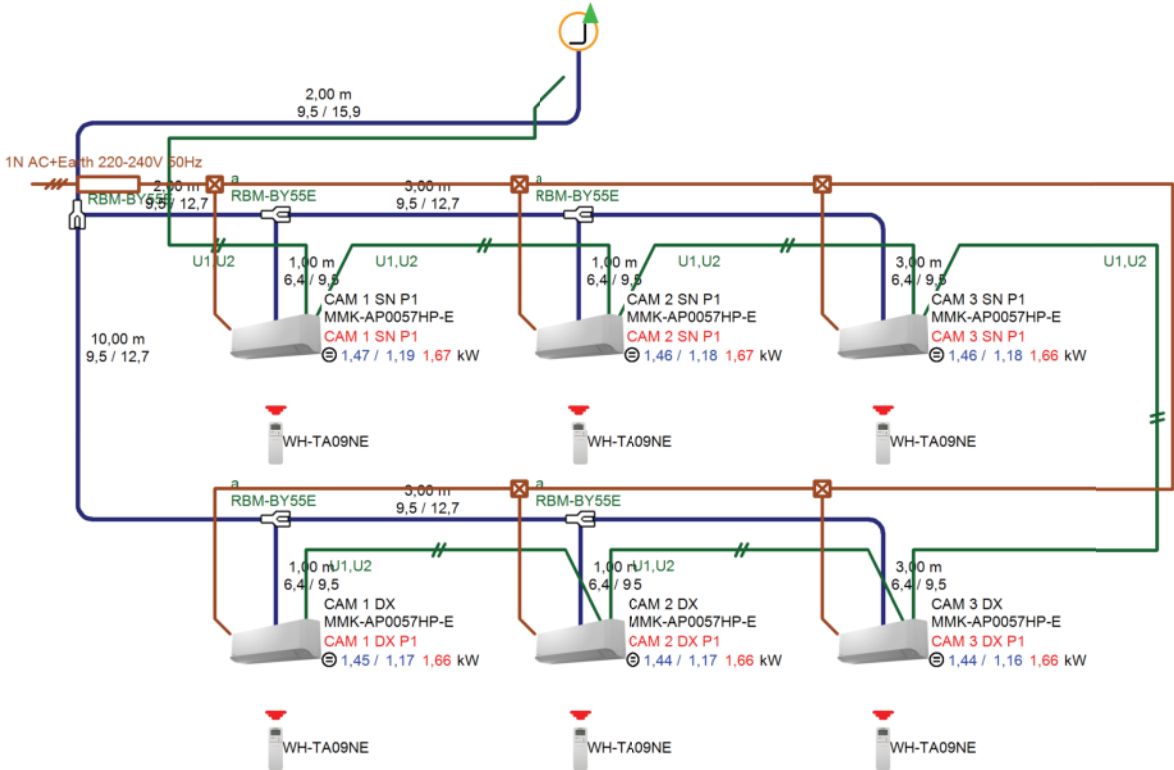 2,00 m
9,5 / 15,9
1N AC+Earth 220-240V 50Hz
RBM-BY55E
2,00 m
9,5 / 12,7
a
RBM-BY55E
3,00 m
9,5 / 12,7
a
RBM-BY55E
U1,U2
1,00 m
6,4 / 9,5
U1,U2
1,00 m
6,4 / 9,5
U1,U2
3,00 m
6,4 / 9,5
U1,U2
CAM 1 SN P1
MMK-AP0057HP-E
CAM 1 SN P1
1,47 / 1,19 1,67 kW
CAM 2 SN P1
MMK-AP0057HP-E
CAM 2 SN P1
1,46 / 1,18 1,67 kW
CAM 3 SN P1
MMK-AP0057HP-E
CAM 3 SN P1
1,46 / 1,18 1,66 kW
10,00 m
9,5 / 12,7
WH-TA09NE
WH-TA09NE
WH-TA09NE
a
RBM-BY55E
3,00 m
9,5 / 12,7
a
RBM-BY55E
1,00 m
6,4 / 9,5
U1,U2
1,00 m
6,4 / 9,5
U1,U2
3,00 m
6,4 / 9,5
CAM 1 DX
MMK-AP0057HP-E
CAM 1 DX P1
1,45 / 1,17 1,66 kW
CAM 2 DX
MMK-AP0057HP-E
CAM 2 DX P1
1,44 / 1,17 1,66 kW
CAM 3 DX
MMK-AP0057HP-E
CAM 3 DX P1
1,44 / 1,16 1,66 kW
WH-TA09NE
WH-TA09NE
WH-TA09NE